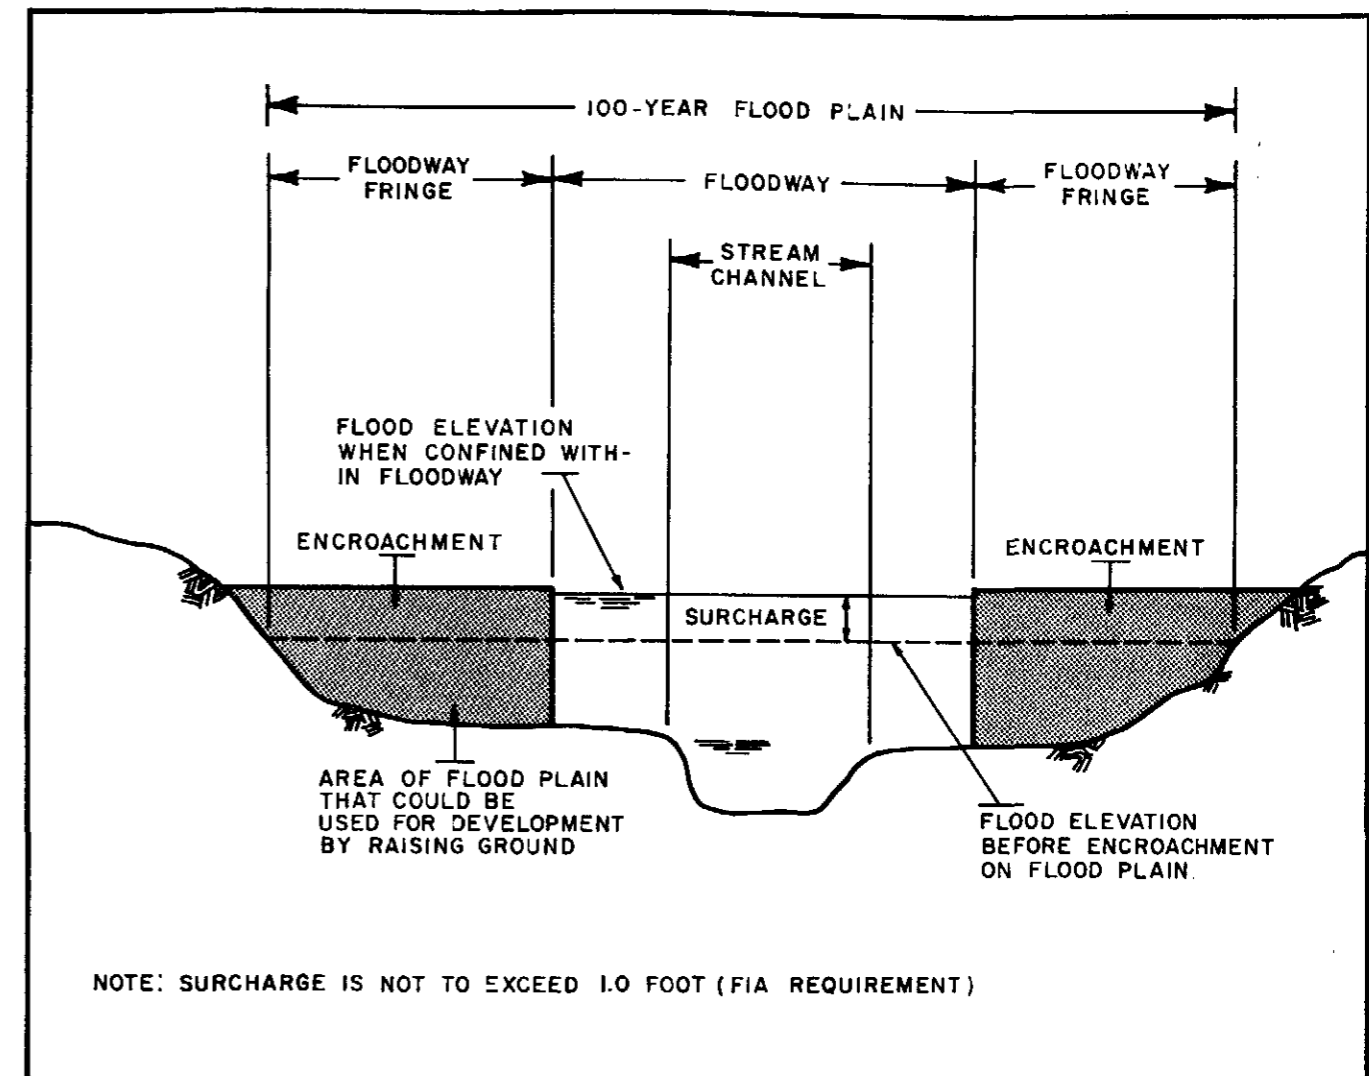 100-YEAR FLOOD PLAIN
FLOODWAY
FRINGE
FLOODWAY
FLOODWAY
FRINGE
STREAM
CHANNEL
FLOOD ELEVATION
WHEN CONFINED WITH-
IN FLOODWAY
ENCROACHMENT
ENCROACHMENT
SURCHARGE
AREA OF FLOOD PLAIN
THAT COULD BE
USED FOR DEVELOPMENT
BY RAISING GROUND
FLOOD ELEVATION
BEFORE ENCROACHMENT
ON FLOOD PLAIN
NOTE: SURCHARGE IS NOT TO EXCEED 1.0 FOOT (FIA REQUIREMENT)